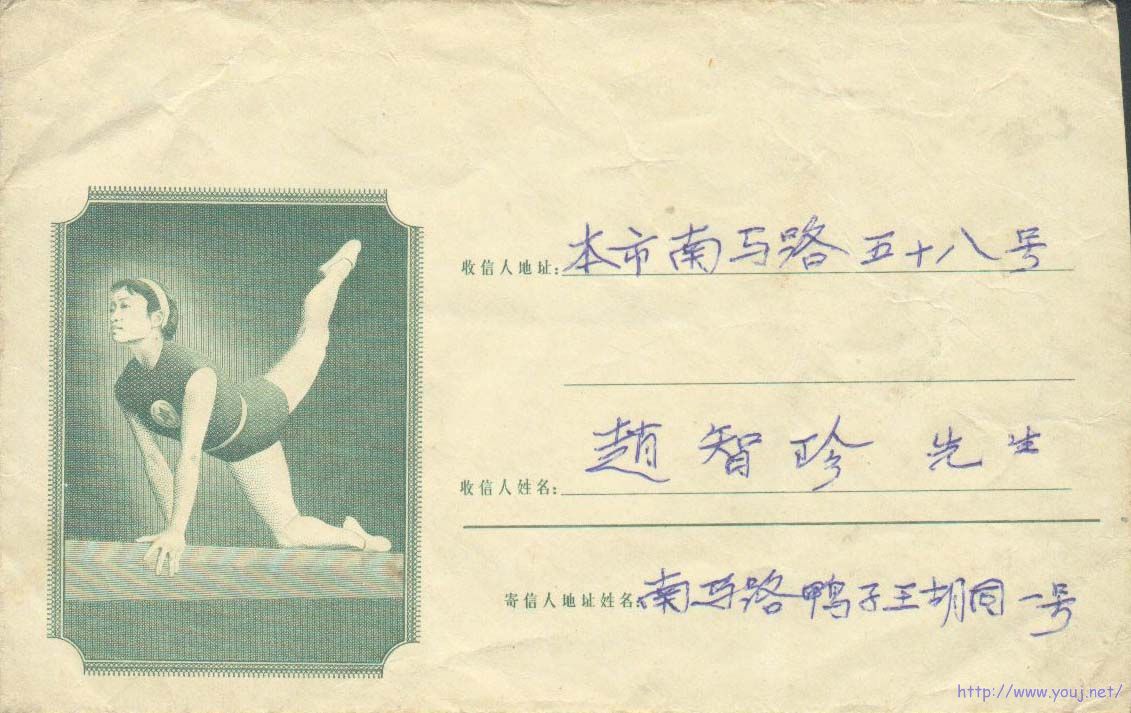 收信人地址:本市南马路五十八号
收信人姓名:趙智珍 先生
寄信人地址姓名:南马路鸭子王胡同一号
http://www.youj.net/